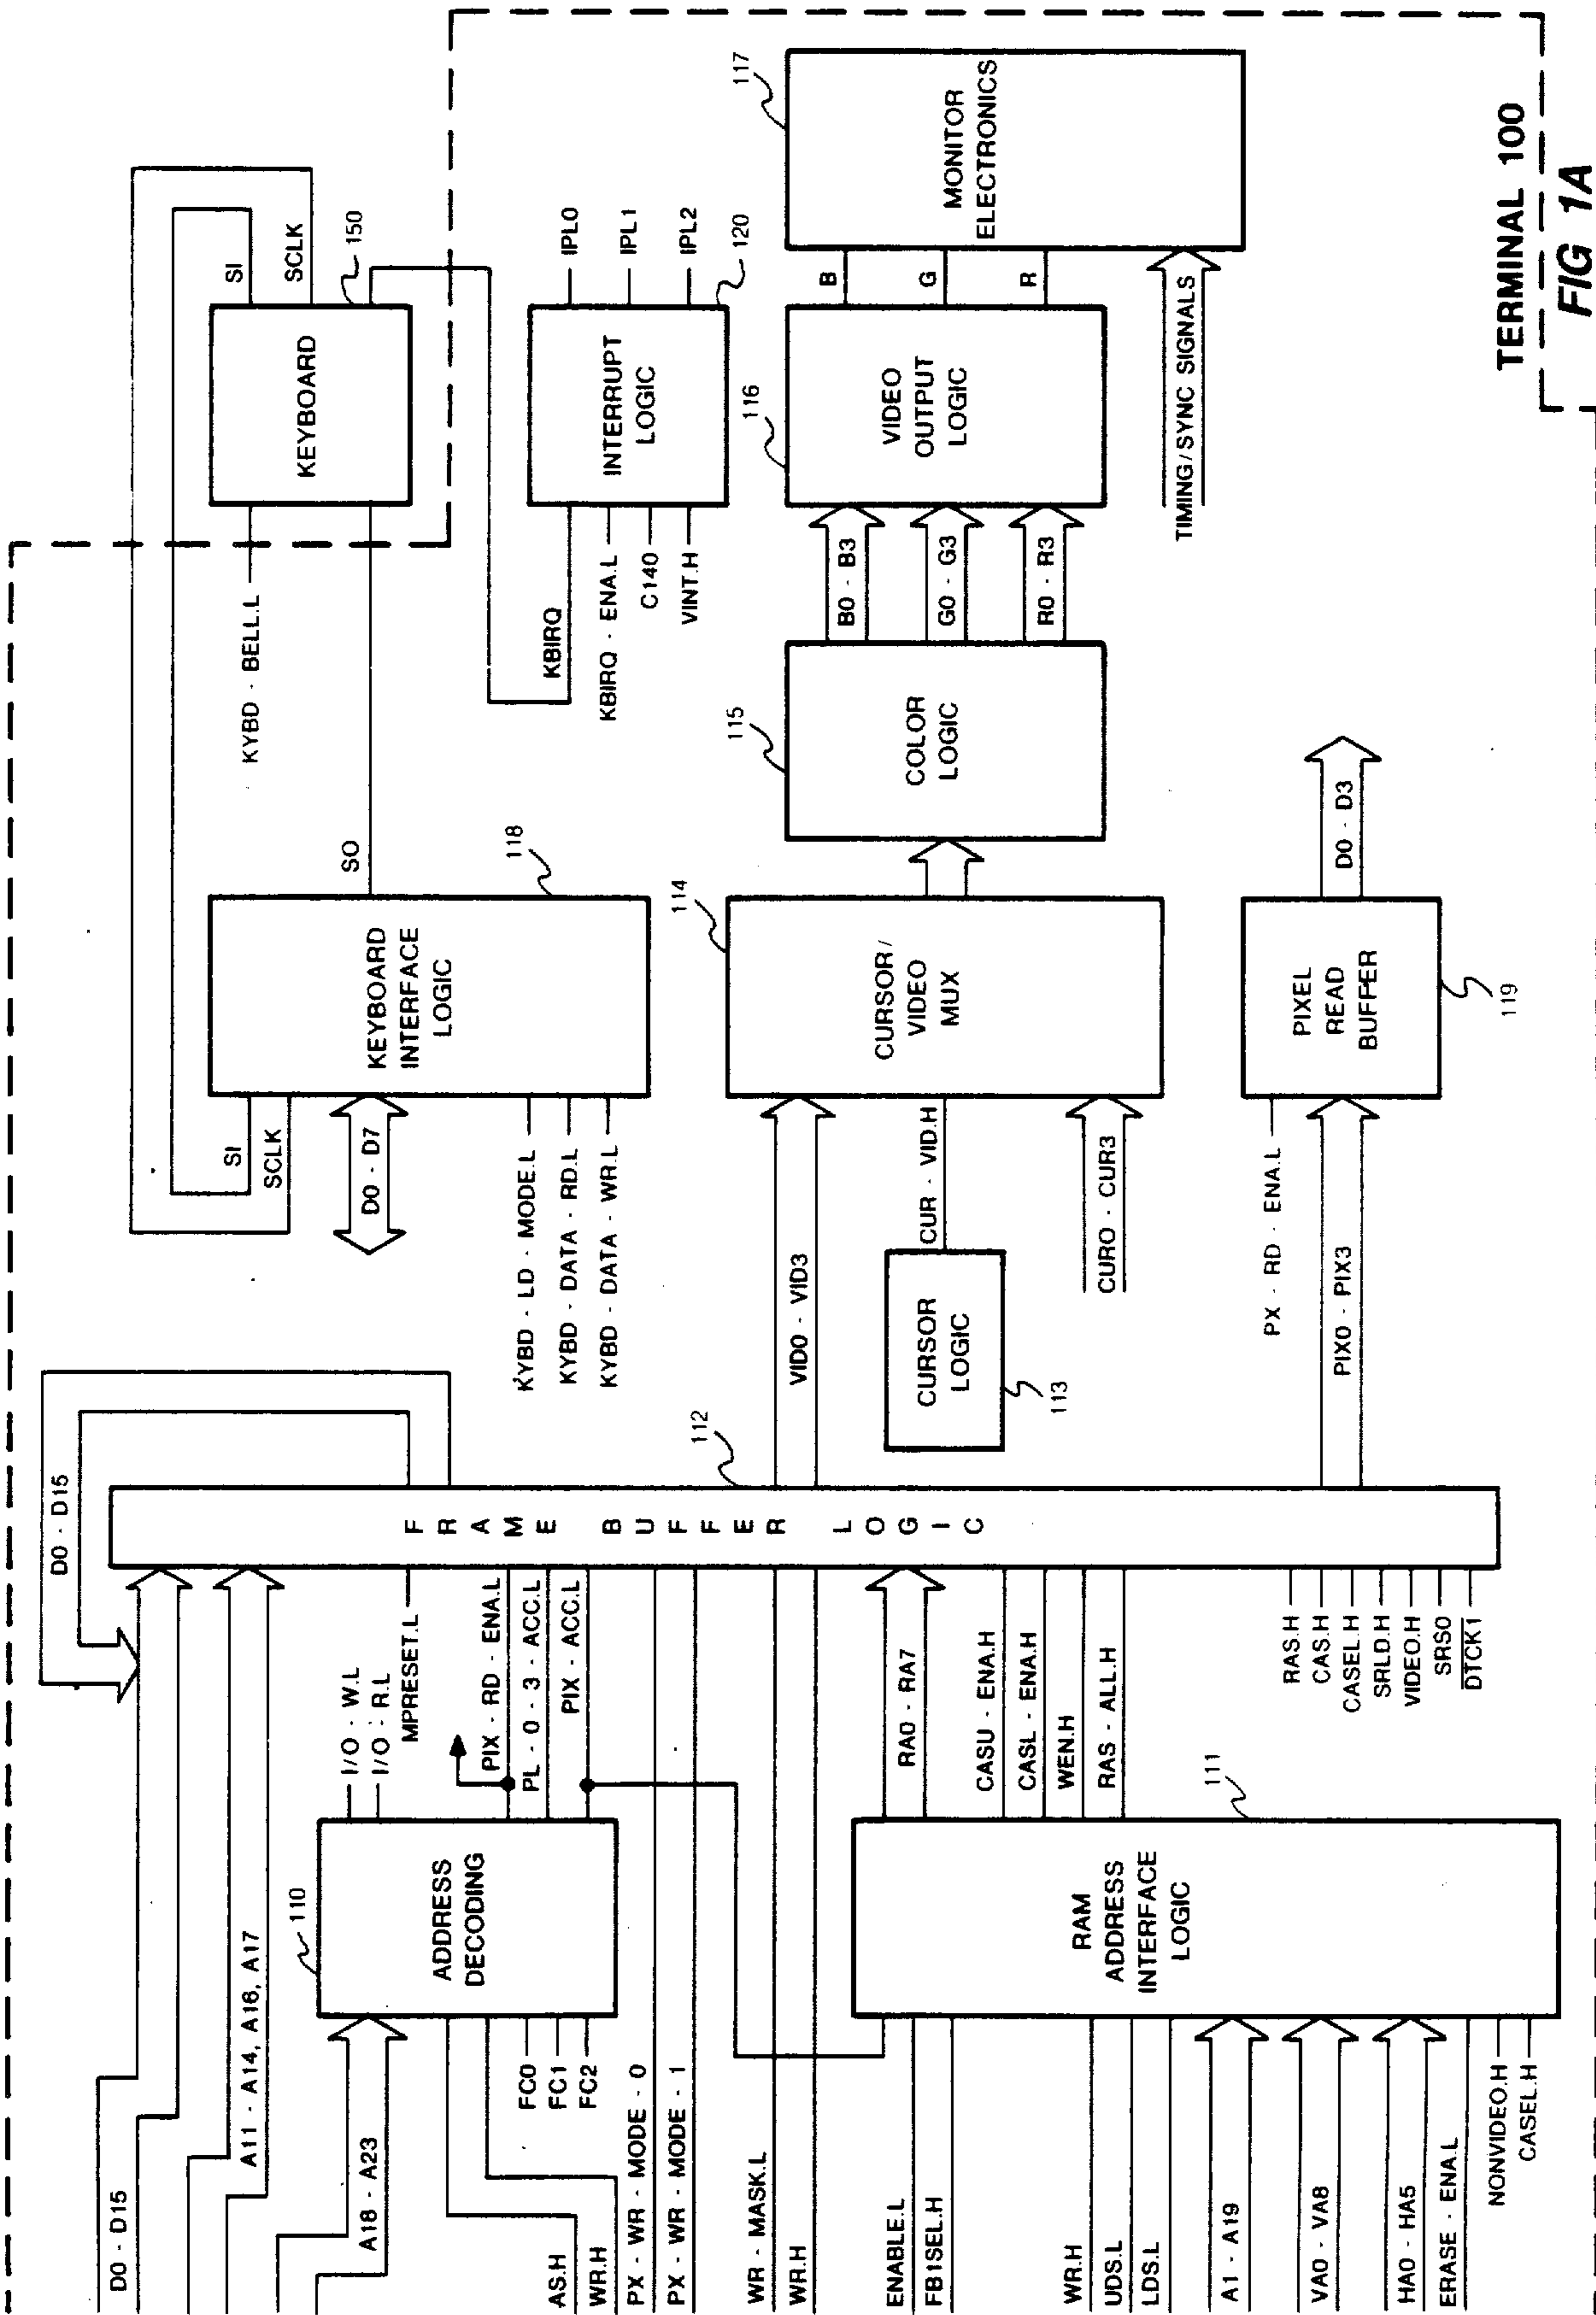 D0 - D15
D0 - D15
A11 - A14, A16, A17
A18 - A23
110
ADDRESS
DECODING
I/O - W.L
I/O - R.L
MPRESET.L
PIX - RD - ENA.L
PL - 0 - 3 - ACC.L
PIX - ACC.L
FC0
FC1
FC2
AS.H
WR.H
PX - WR - MODE - 0
PX - WR - MODE - 1
WR - MASK.L
WR.H
ENABLE.L
FB1SEL.H
WR.H
UDS.L
LDS.L
A1 - A19
VA0 - VA8
HA0 - HA5
ERASE - ENA.L
NONVIDEO.H
CASEL.H
RAM
ADDRESS
INTERFACE
LOGIC
111
RA0 - RA7
CASU - ENA.H
CASL - ENA.H
WEN.H
RAS - ALL.H
RAS.H
CAS.H
CASEL.H
SRLD.H
VIDEO.H
SRS0
DTCK1
FRAME BUFFER LOGIC
112
SI
SCLK
D0 - D7
KYBD - LD - MODE.L
KYBD - DATA - RD.L
KYBD - DATA - WR.L
KEYBOARD
INTERFACE
LOGIC
118
SO
KYBD - BELL.L
KEYBOARD
SI
SCLK
150
KBIRQ
KBIRQ - ENA.L
C140
VINT.H
INTERRUPT
LOGIC
IPL0
IPL1
IPL2
120
VID0 - VID3
CURSOR
LOGIC
113
CUR - VID.H
CURO - CUR3
CURSOR /
VIDEO
MUX
114
COLOR
LOGIC
115
B0 - B3
G0 - G3
R0 - R3
VIDEO
OUTPUT
LOGIC
116
B
G
R
TIMING / SYNC SIGNALS
MONITOR
ELECTRONICS
117
PX - RD - ENA.L
PIX0 - PIX3
PIXEL
READ
BUFFER
119
D0 - D3
TERMINAL 100
FIG 1A